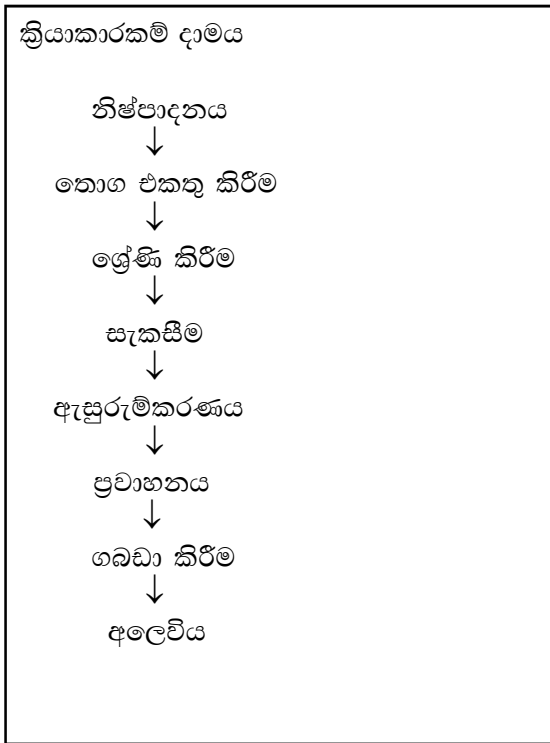 ක්‍රියාකාරකම් දාමය
නිෂ්පාදනය
↓
තොග එකතු කිරීම
↓
ශ්‍රේණි කිරීම
↓
සැකසීම
↓
ඇසුරුම්කරණය
↓
ප්‍රවාහනය
↓
ගබඩා කිරීම
↓
අලෙවිය